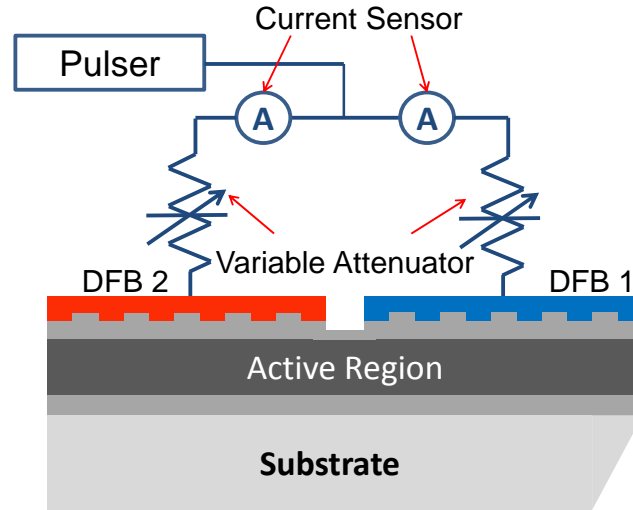 Current Sensor
Pulser
A
A
Variable Attenuator
DFB 2
DFB 1
Active Region
Substrate